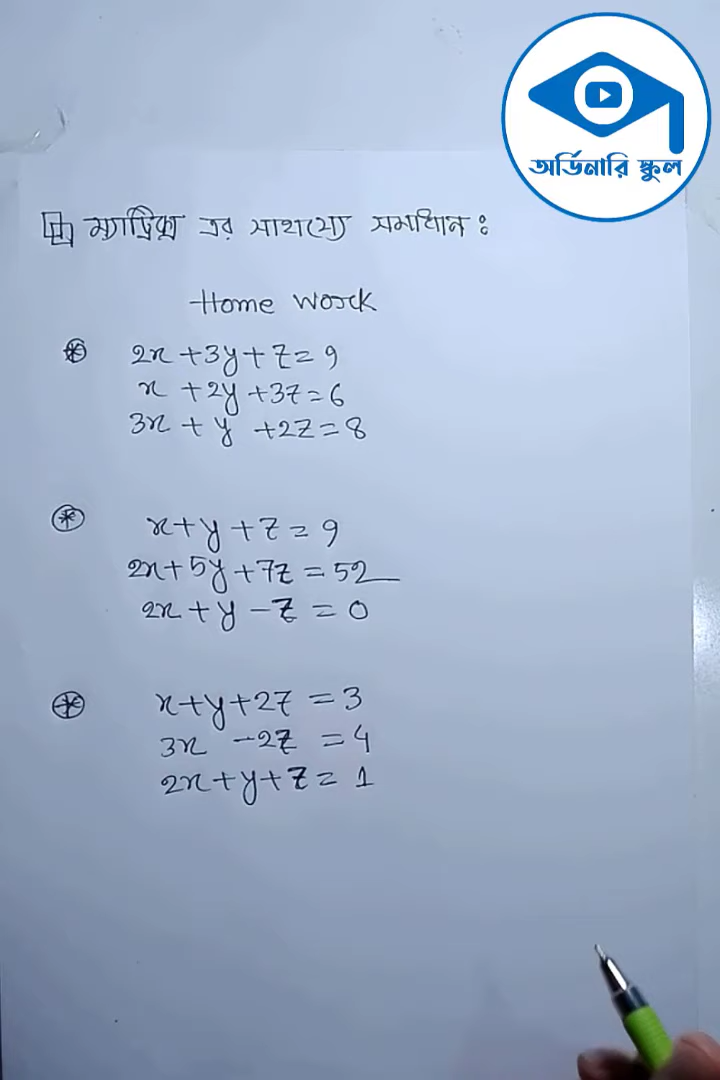 অর্ডিনারি স্কুল
ম্যাট্রিক্স এর সাহায্যে সমাধান :
Home Work
2x + 3y + z = 9
x + 2y + 3z = 6
3x + y + 2z = 8
x + y + z = 9
2x + 5y + 7z = 52
2x + y - z = 0
x + y + 2z = 3
3x - 2z = 4
2x + y + z = 1